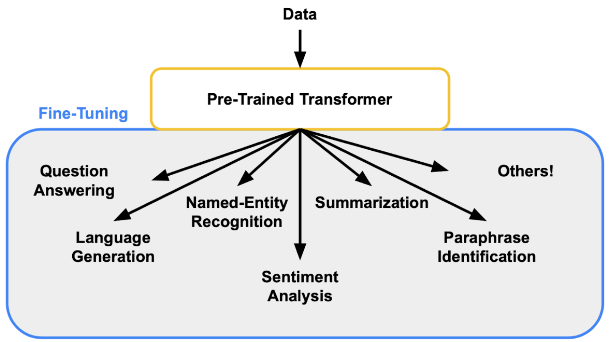 Data
Pre-Trained Transformer
Fine-Tuning
Question
Answering
Named-Entity
Recognition
Summarization
Others!
Language
Generation
Sentiment
Analysis
Paraphrase
Identification